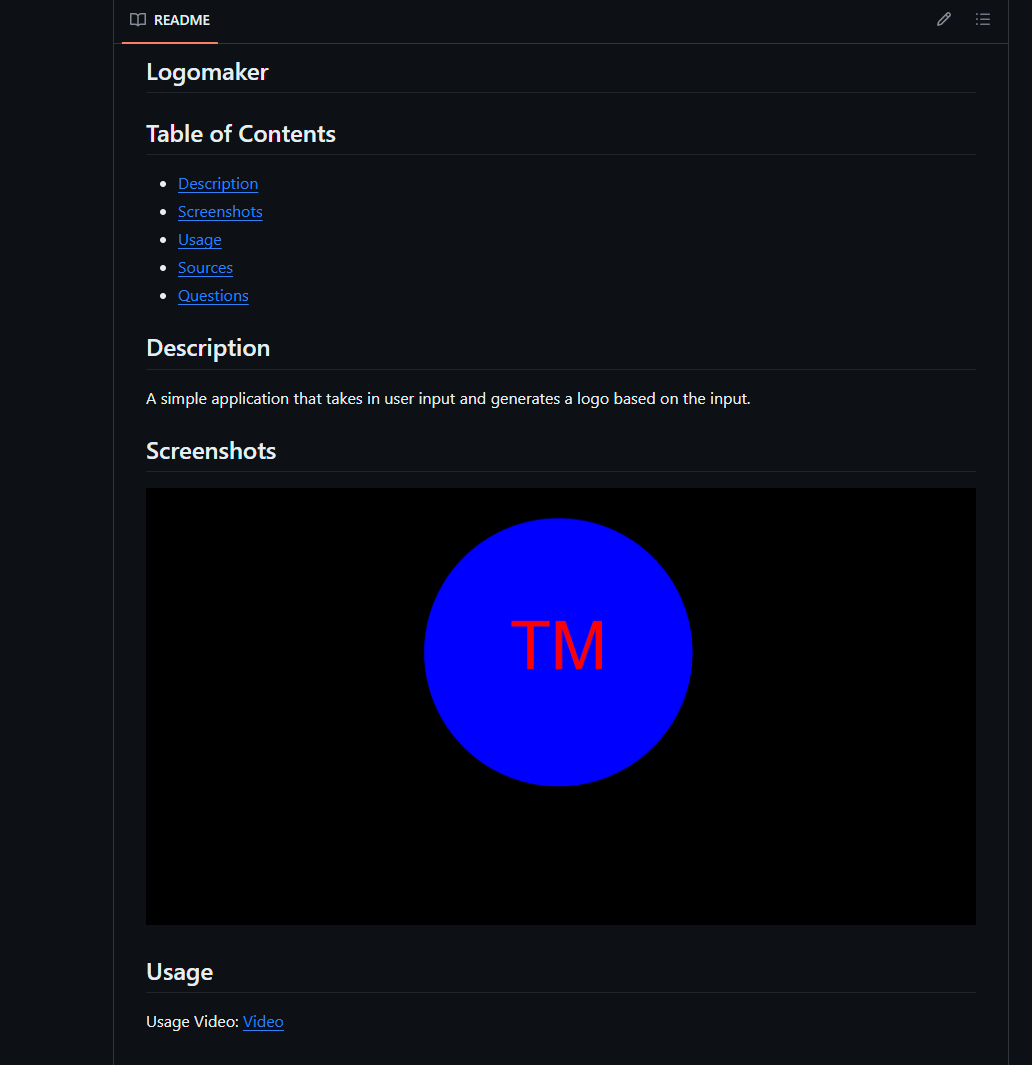 README
Logomaker
Table of Contents
Description
Screenshots
Usage
Sources
Questions
Description
A simple application that takes in user input and generates a logo based on the input.
Screenshots
TM
Usage
Usage Video: Video